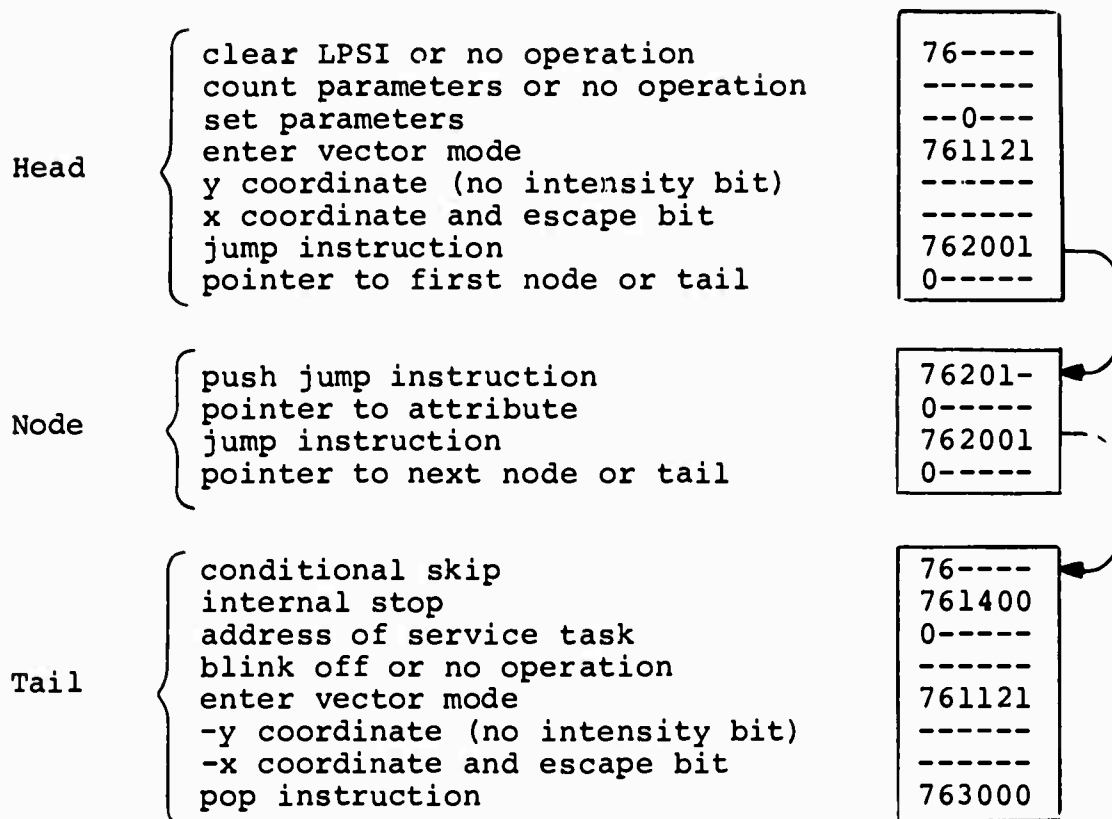 clear LPSI or no operation 76----
count parameters or no operation ------
set parameters --0---
Head enter vector mode 761121
y coordinate (no intensity bit) ------
x coordinate and escape bit ------
jump instruction 762001
pointer to first node or tail 0-----
push jump instruction 76201-
Node pointer to attribute 0-----
jump instruction 762001
pointer to next node or tail 0-----
conditional skip 76----
internal stop 761400
address of service task 0-----
Tail blink off or no operation ------
enter vector mode 761121
-y coordinate (no intensity bit) ------
-x coordinate and escape bit ------
pop instruction 763000